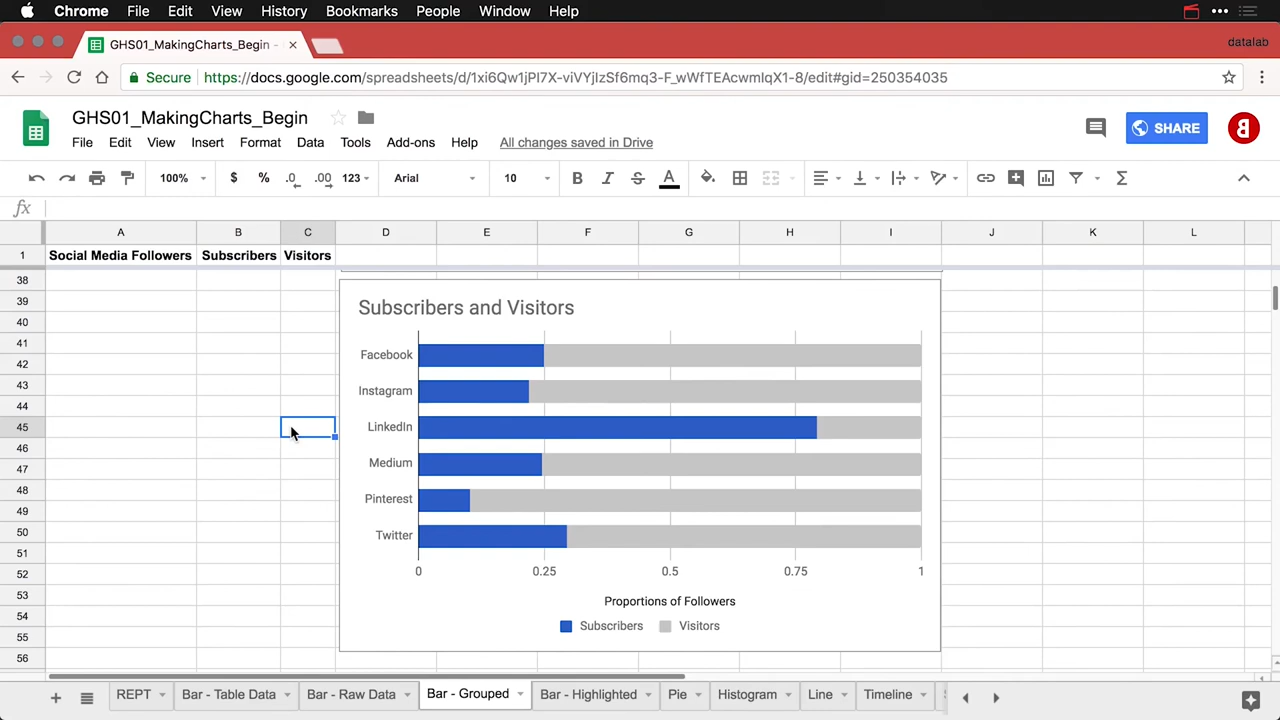 Chrome File Edit View History Bookmarks People Window Help
GHS01_MakingCharts_Begin -
datalab
Secure https://docs.google.com/spreadsheets/d/1xi6Qw1jPI7X-viVYjIzSf6mq3-F_wWfTEAcwmIqX1-8/edit#gid=250354035
GHS01_MakingCharts_Begin
SHARE
File Edit View Insert Format Data Tools Add-ons Help All changes saved in Drive
100% $ % .0 .00 123 Arial 10 B I S A
fx
A B C D E F G H I J K L
1 Social Media Followers Subscribers Visitors
38
39
40
41
42
43
44
45
46
47
48
49
50
51
52
53
54
55
56
Subscribers and Visitors
Facebook
Instagram
LinkedIn
Medium
Pinterest
Twitter
0 0.25 0.5 0.75 1
Proportions of Followers
Subscribers Visitors
REPT Bar - Table Data Bar - Raw Data Bar - Grouped Bar - Highlighted Pie Histogram Line Timeline